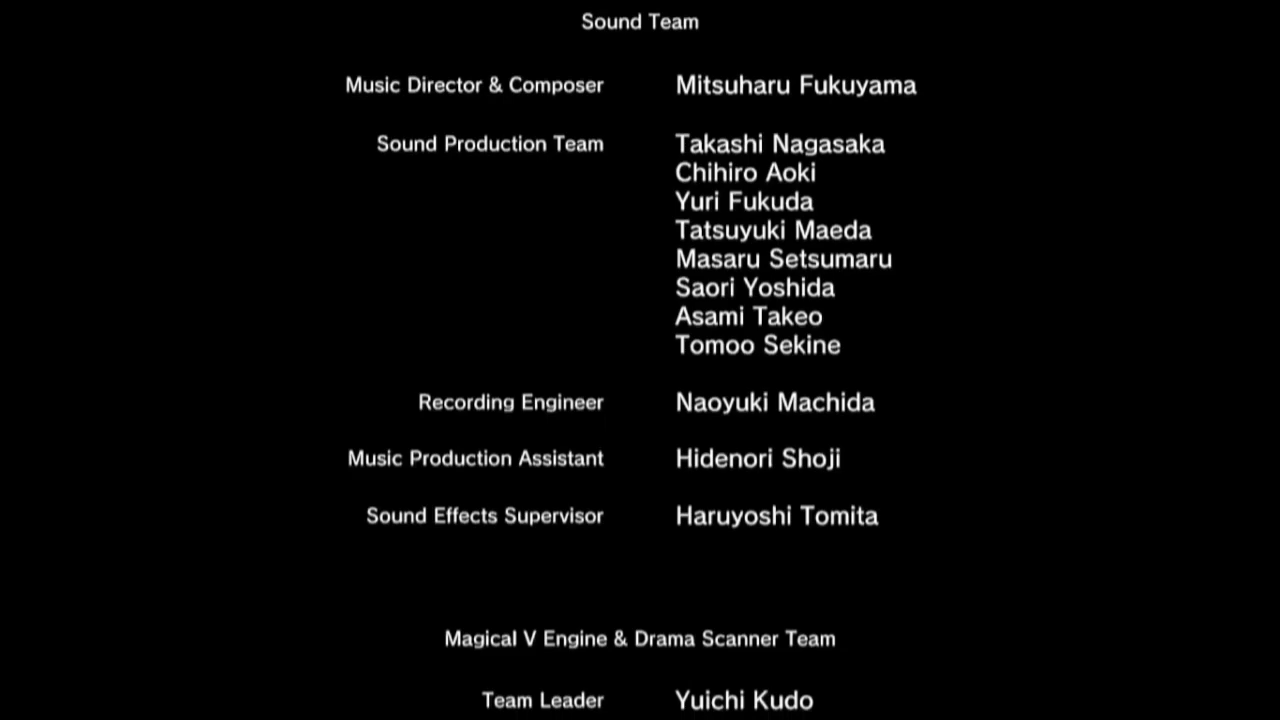 Sound Team
Music Director & Composer Mitsuharu Fukuyama
Sound Production Team Takashi Nagasaka
Chihiro Aoki
Yuri Fukuda
Tatsuyuki Maeda
Masaru Setsumaru
Saori Yoshida
Asami Takeo
Tomoo Sekine
Recording Engineer Naoyuki Machida
Music Production Assistant Hidenori Shoji
Sound Effects Supervisor Haruyoshi Tomita
Magical V Engine & Drama Scanner Team
Team Leader Yuichi Kudo